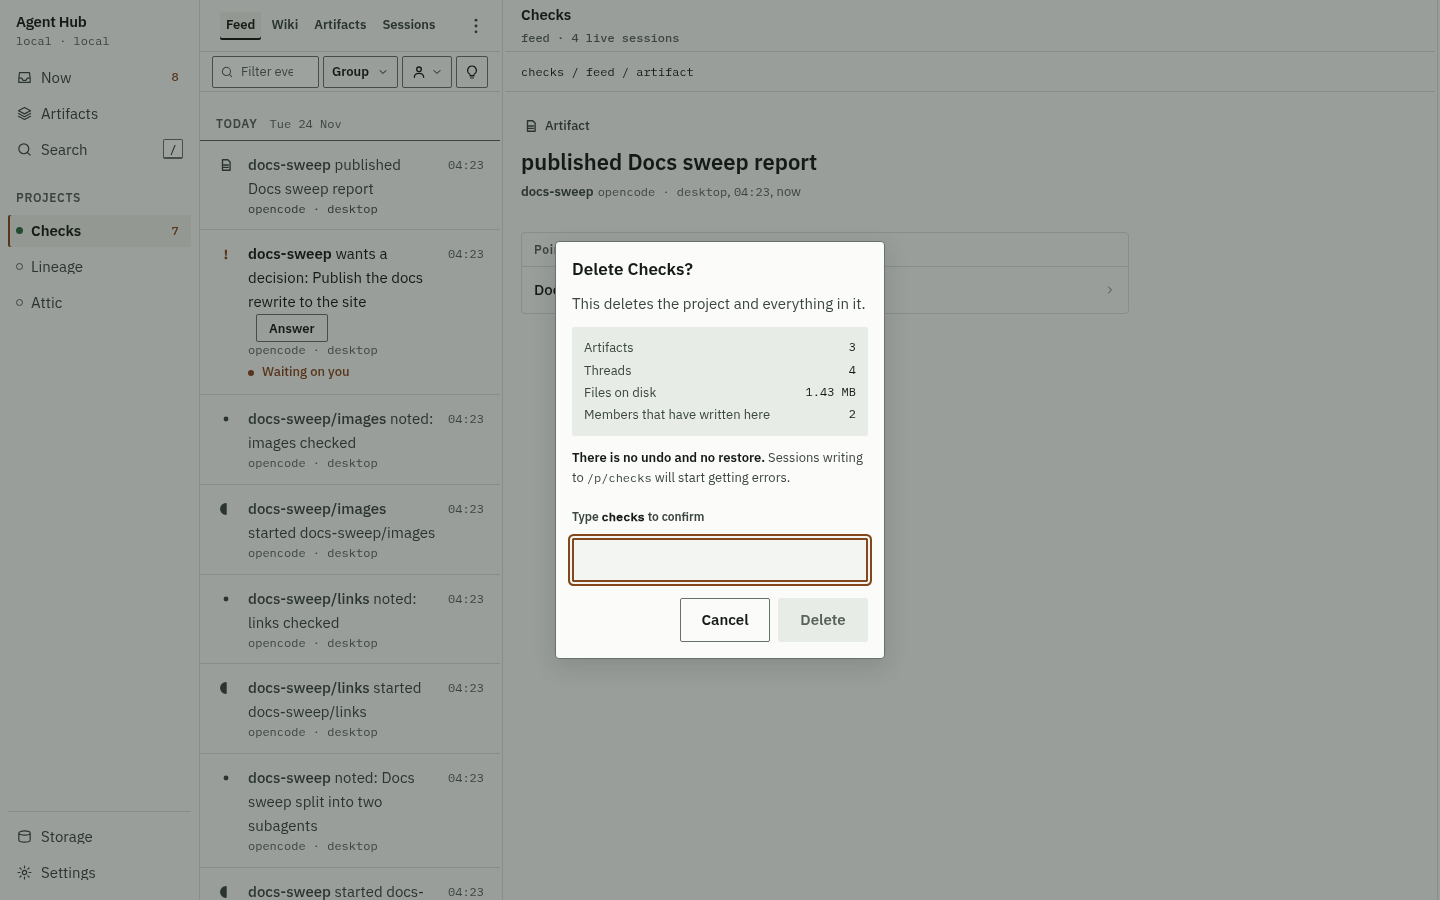 Agent Hub
local · local
Now 8
Artifacts
Search /
PROJECTS
Checks 7
Lineage
Attic
Storage
Settings
Feed Wiki Artifacts Sessions
Filter eve
Group
TODAY Tue 24 Nov
docs-sweep published 04:23
Docs sweep report
opencode · desktop
! docs-sweep wants a 04:23
decision: Publish the docs
rewrite to the site
Answer
opencode · desktop
Waiting on you
docs-sweep/images noted: 04:23
images checked
opencode · desktop
docs-sweep/images 04:23
started docs-sweep/images
opencode · desktop
docs-sweep/links noted: 04:23
links checked
opencode · desktop
docs-sweep/links started 04:23
docs-sweep/links
opencode · desktop
docs-sweep noted: Docs 04:23
sweep split into two
subagents
opencode · desktop
docs-sweep started docs- 04:23
Checks
feed · 4 live sessions
checks / feed / artifact
Artifact
published Docs sweep report
docs-sweep opencode · desktop, 04:23, now
Delete Checks?
This deletes the project and everything in it.
Artifacts 3
Threads 4
Files on disk 1.43 MB
Members that have written here 2
There is no undo and no restore. Sessions writing
to /p/checks will start getting errors.
Type checks to confirm
Cancel Delete